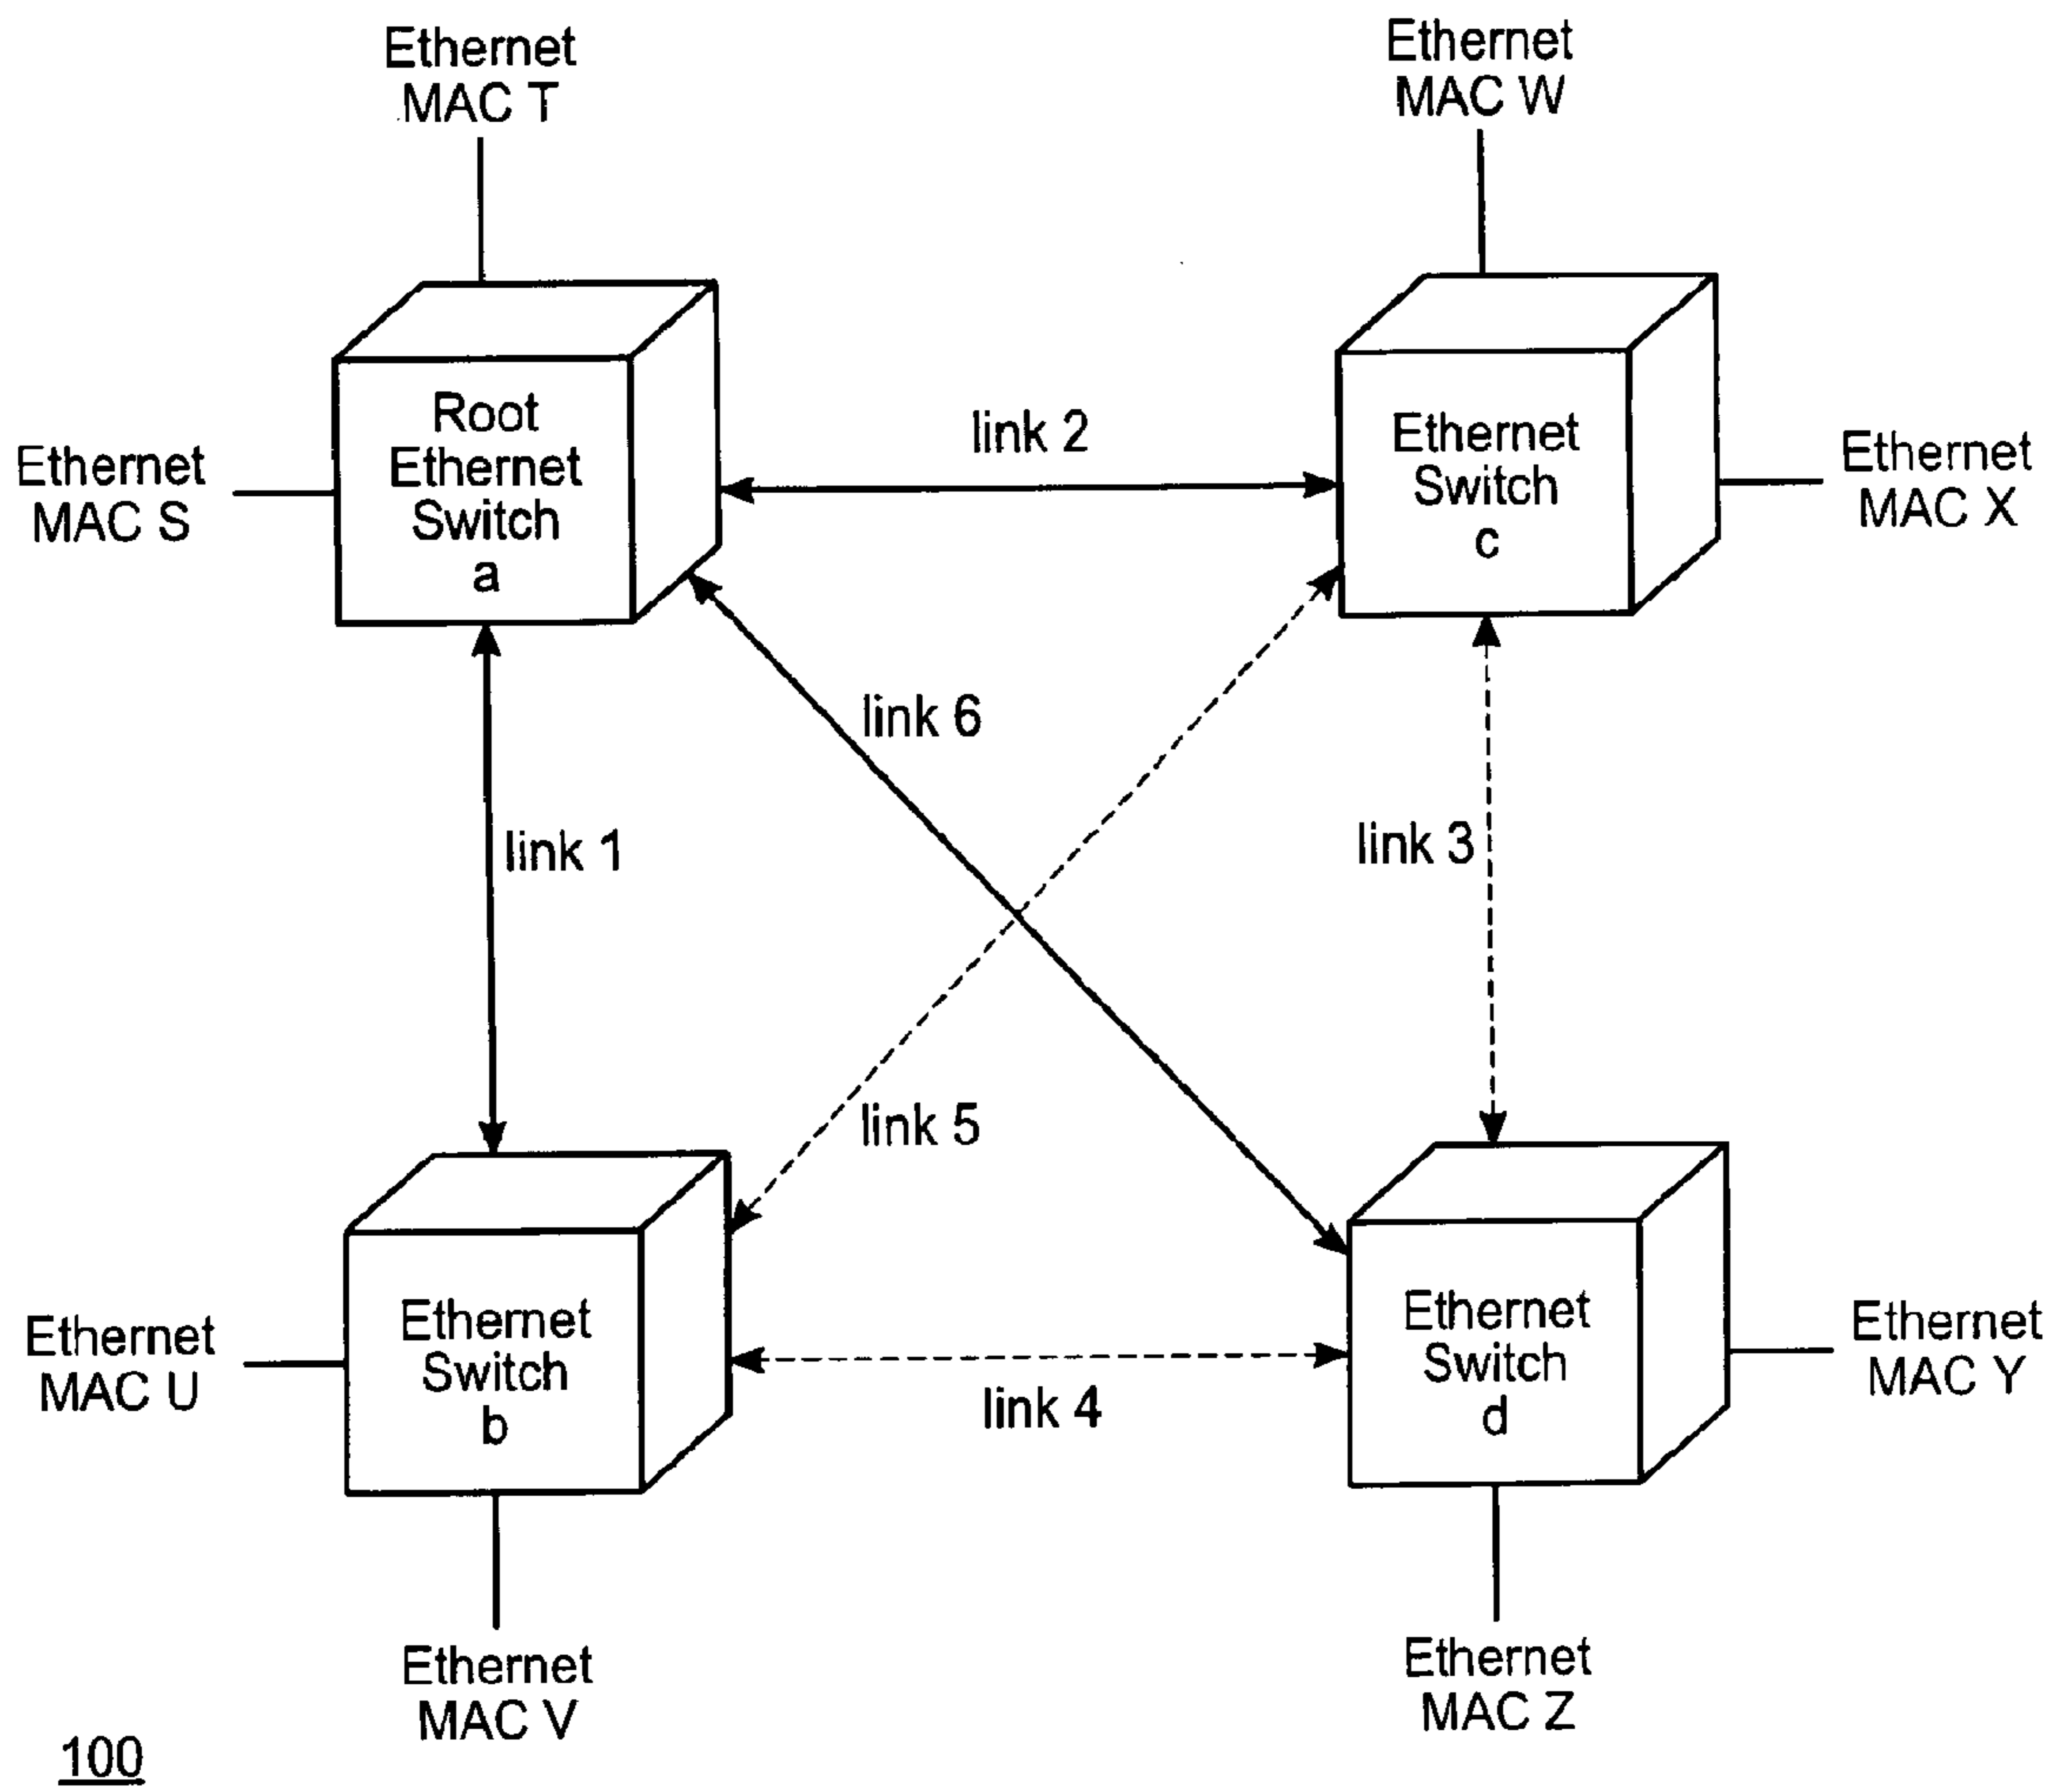 Ethernet
MAC T
Ethernet
MAC W
Root
Ethernet
Switch
a
Ethernet
MAC S
link 2
Ethernet
Switch
c
Ethernet
MAC X
link 6
link 1
link 3
link 5
Ethernet
Switch
b
Ethernet
MAC U
link 4
Ethernet
Switch
d
Ethernet
MAC Y
Ethernet
MAC V
Ethernet
MAC Z
100